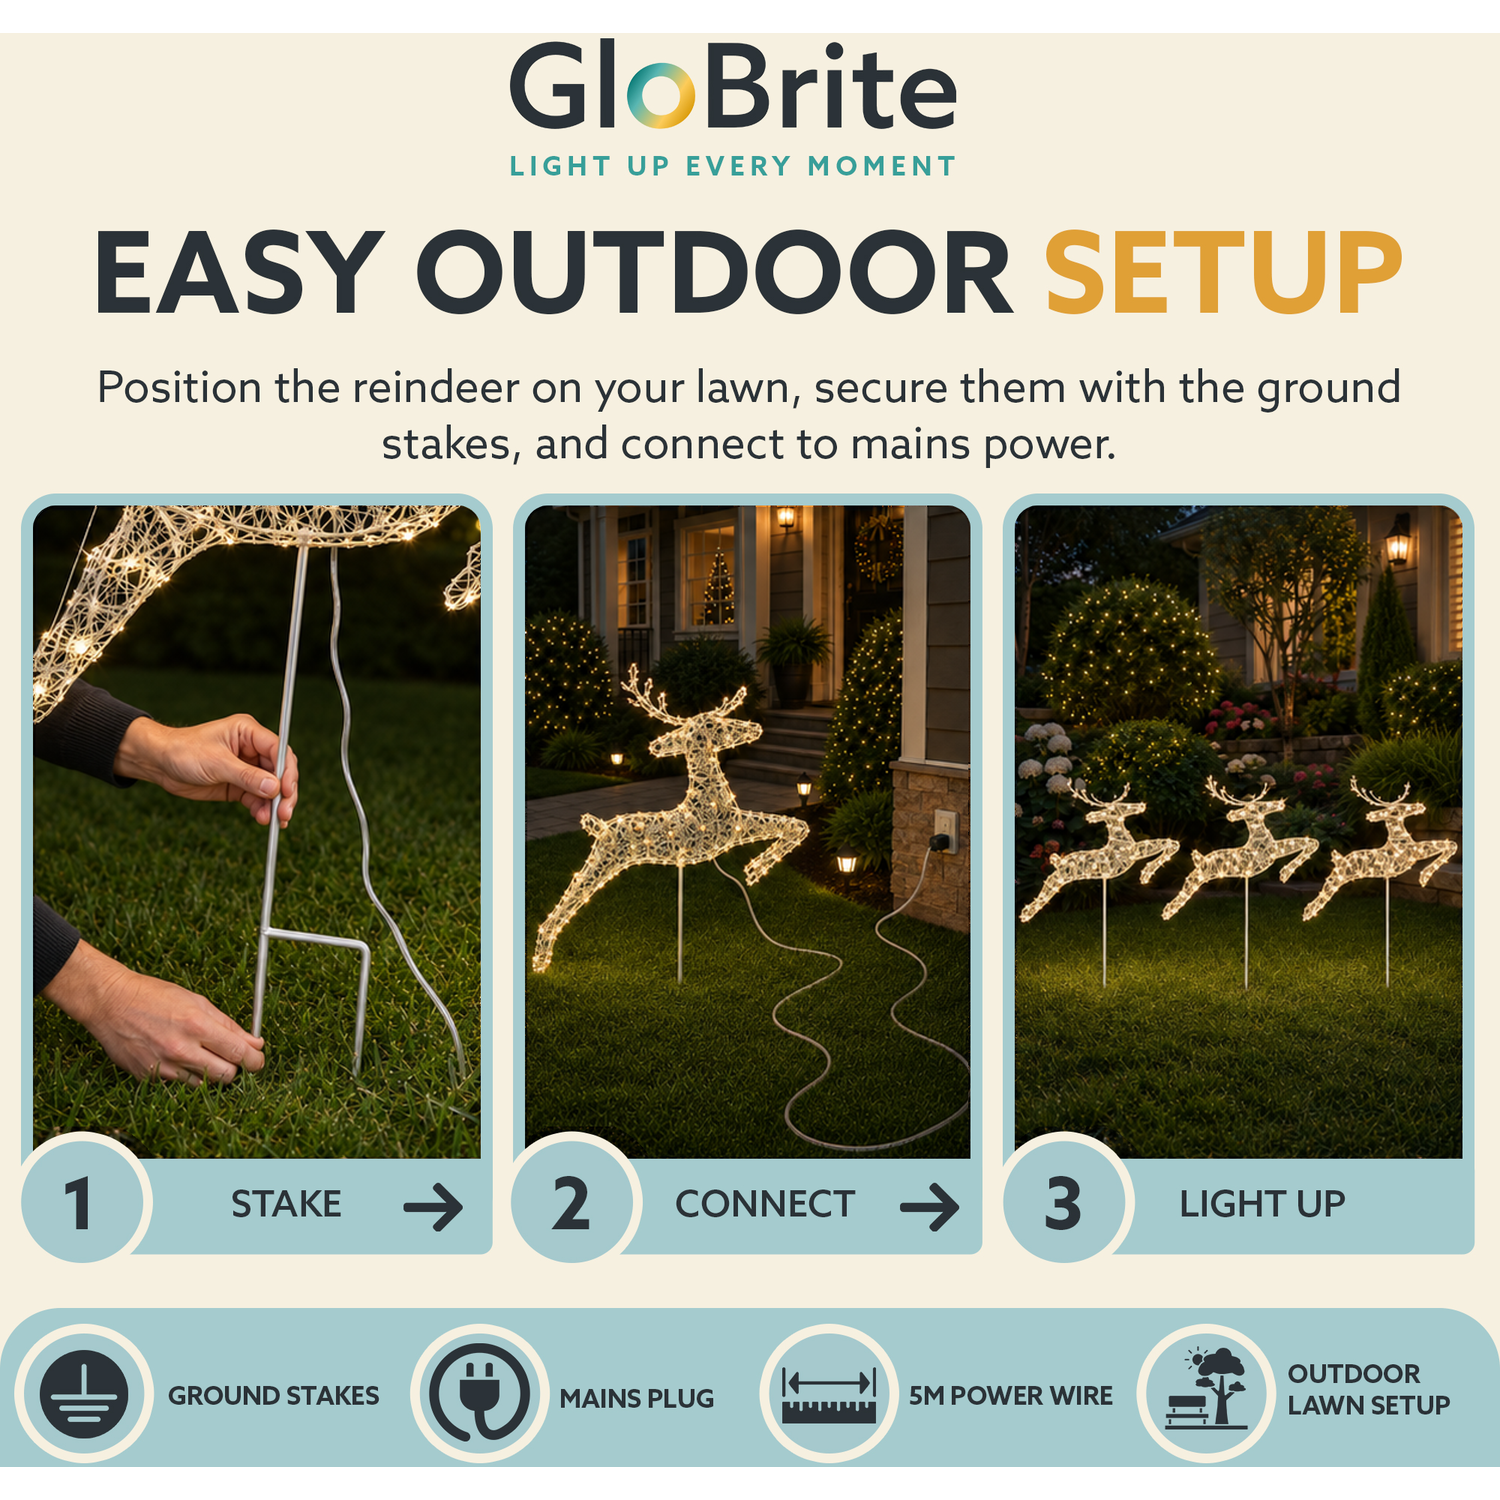 GloBrite
LIGHT UP EVERY MOMENT
EASY OUTDOOR SETUP
Position the reindeer on your lawn, secure them with the ground
stakes, and connect to mains power.
1 STAKE
2 CONNECT
3 LIGHT UP
GROUND STAKES
MAINS PLUG
5M POWER WIRE
OUTDOOR
LAWN SETUP